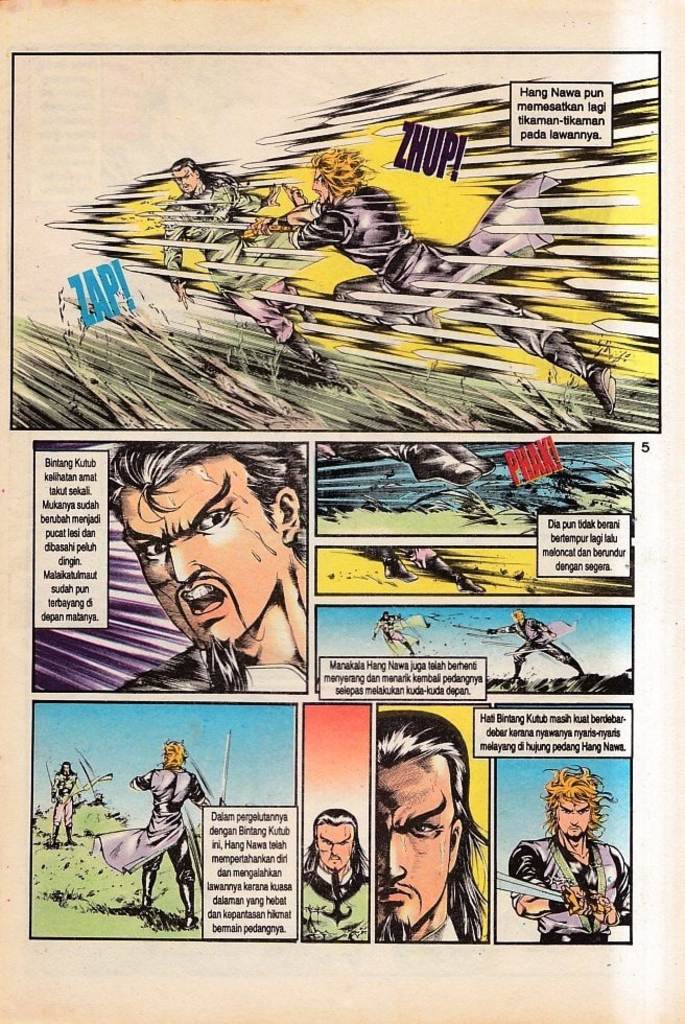 Hang Nawa pun
memesatkan lagi
tikaman-tikaman
pada lawannya.
ZHUP!
ZAP!
5
Bintang Kutub
kelihatan amat
takut sekali.
Mukanya sudah
berubah menjadi
pucat lesi dan
dibasahi peluh
dingin.
Malaikatulmaut
sudah pun
terbayang di
depan matanya.
PHAK!
Dia pun tidak berani
bertempur lagi lalu
meloncat dan berundur
dengan segera.
Manakala Hang Nawa juga telah berhenti
menyerang dan menarik kembali pedangnya
selepas melakukan kuda-kuda depan.
Dalam pergelutannya
dengan Bintang Kutub
ini, Hang Nawa telah
mempertahankan diri
dan mengalahkan
lawannya kerana kuasa
dalaman yang hebat
dan kepantasan hikmat
bermain pedangnya.
Hati Bintang Kutub masih kuat berdebar-
debar kerana nyawanya nyaris-nyaris
melayang di hujung pedang Hang Nawa.